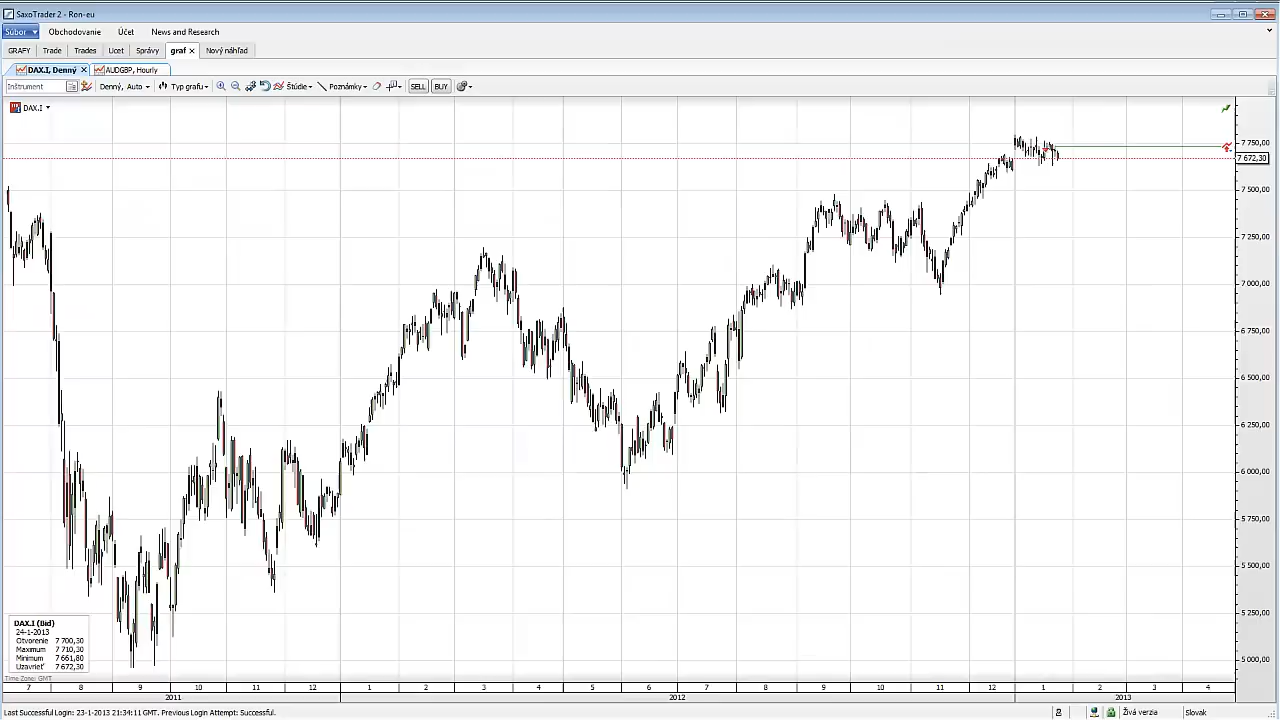 SaxoTrader 2 - Ron-eu
Súbor Obchodovanie Účet News and Research
GRAFY Trade Trades Ucet Správy graf Nový náhľad
DAX.I, Denný AUDGBP, Hourly
Inštrument Denný, Auto Typ grafu Štúdie Poznámky SELL BUY
DAX.I
7 750,00
7 672,30
7 500,00
7 250,00
7 000,00
6 750,00
6 500,00
6 250,00
6 000,00
5 750,00
5 500,00
5 250,00
5 000,00
DAX.I (Bid)
24-1-2013
Otvorenie 7 700,30
Maximum 7 710,30
Minimum 7 661,80
Uzavrieť 7 672,30
Time Zone: GMT
7 8 9 10 11 12 1 2 3 4 5 6 7 8 9 10 11 12 1 2 3 4
2011 2012 2013
Last Successful Login: 23-1-2013 21:34:11 GMT. Previous Login Attempt: Successful. Živá verzia Slovak